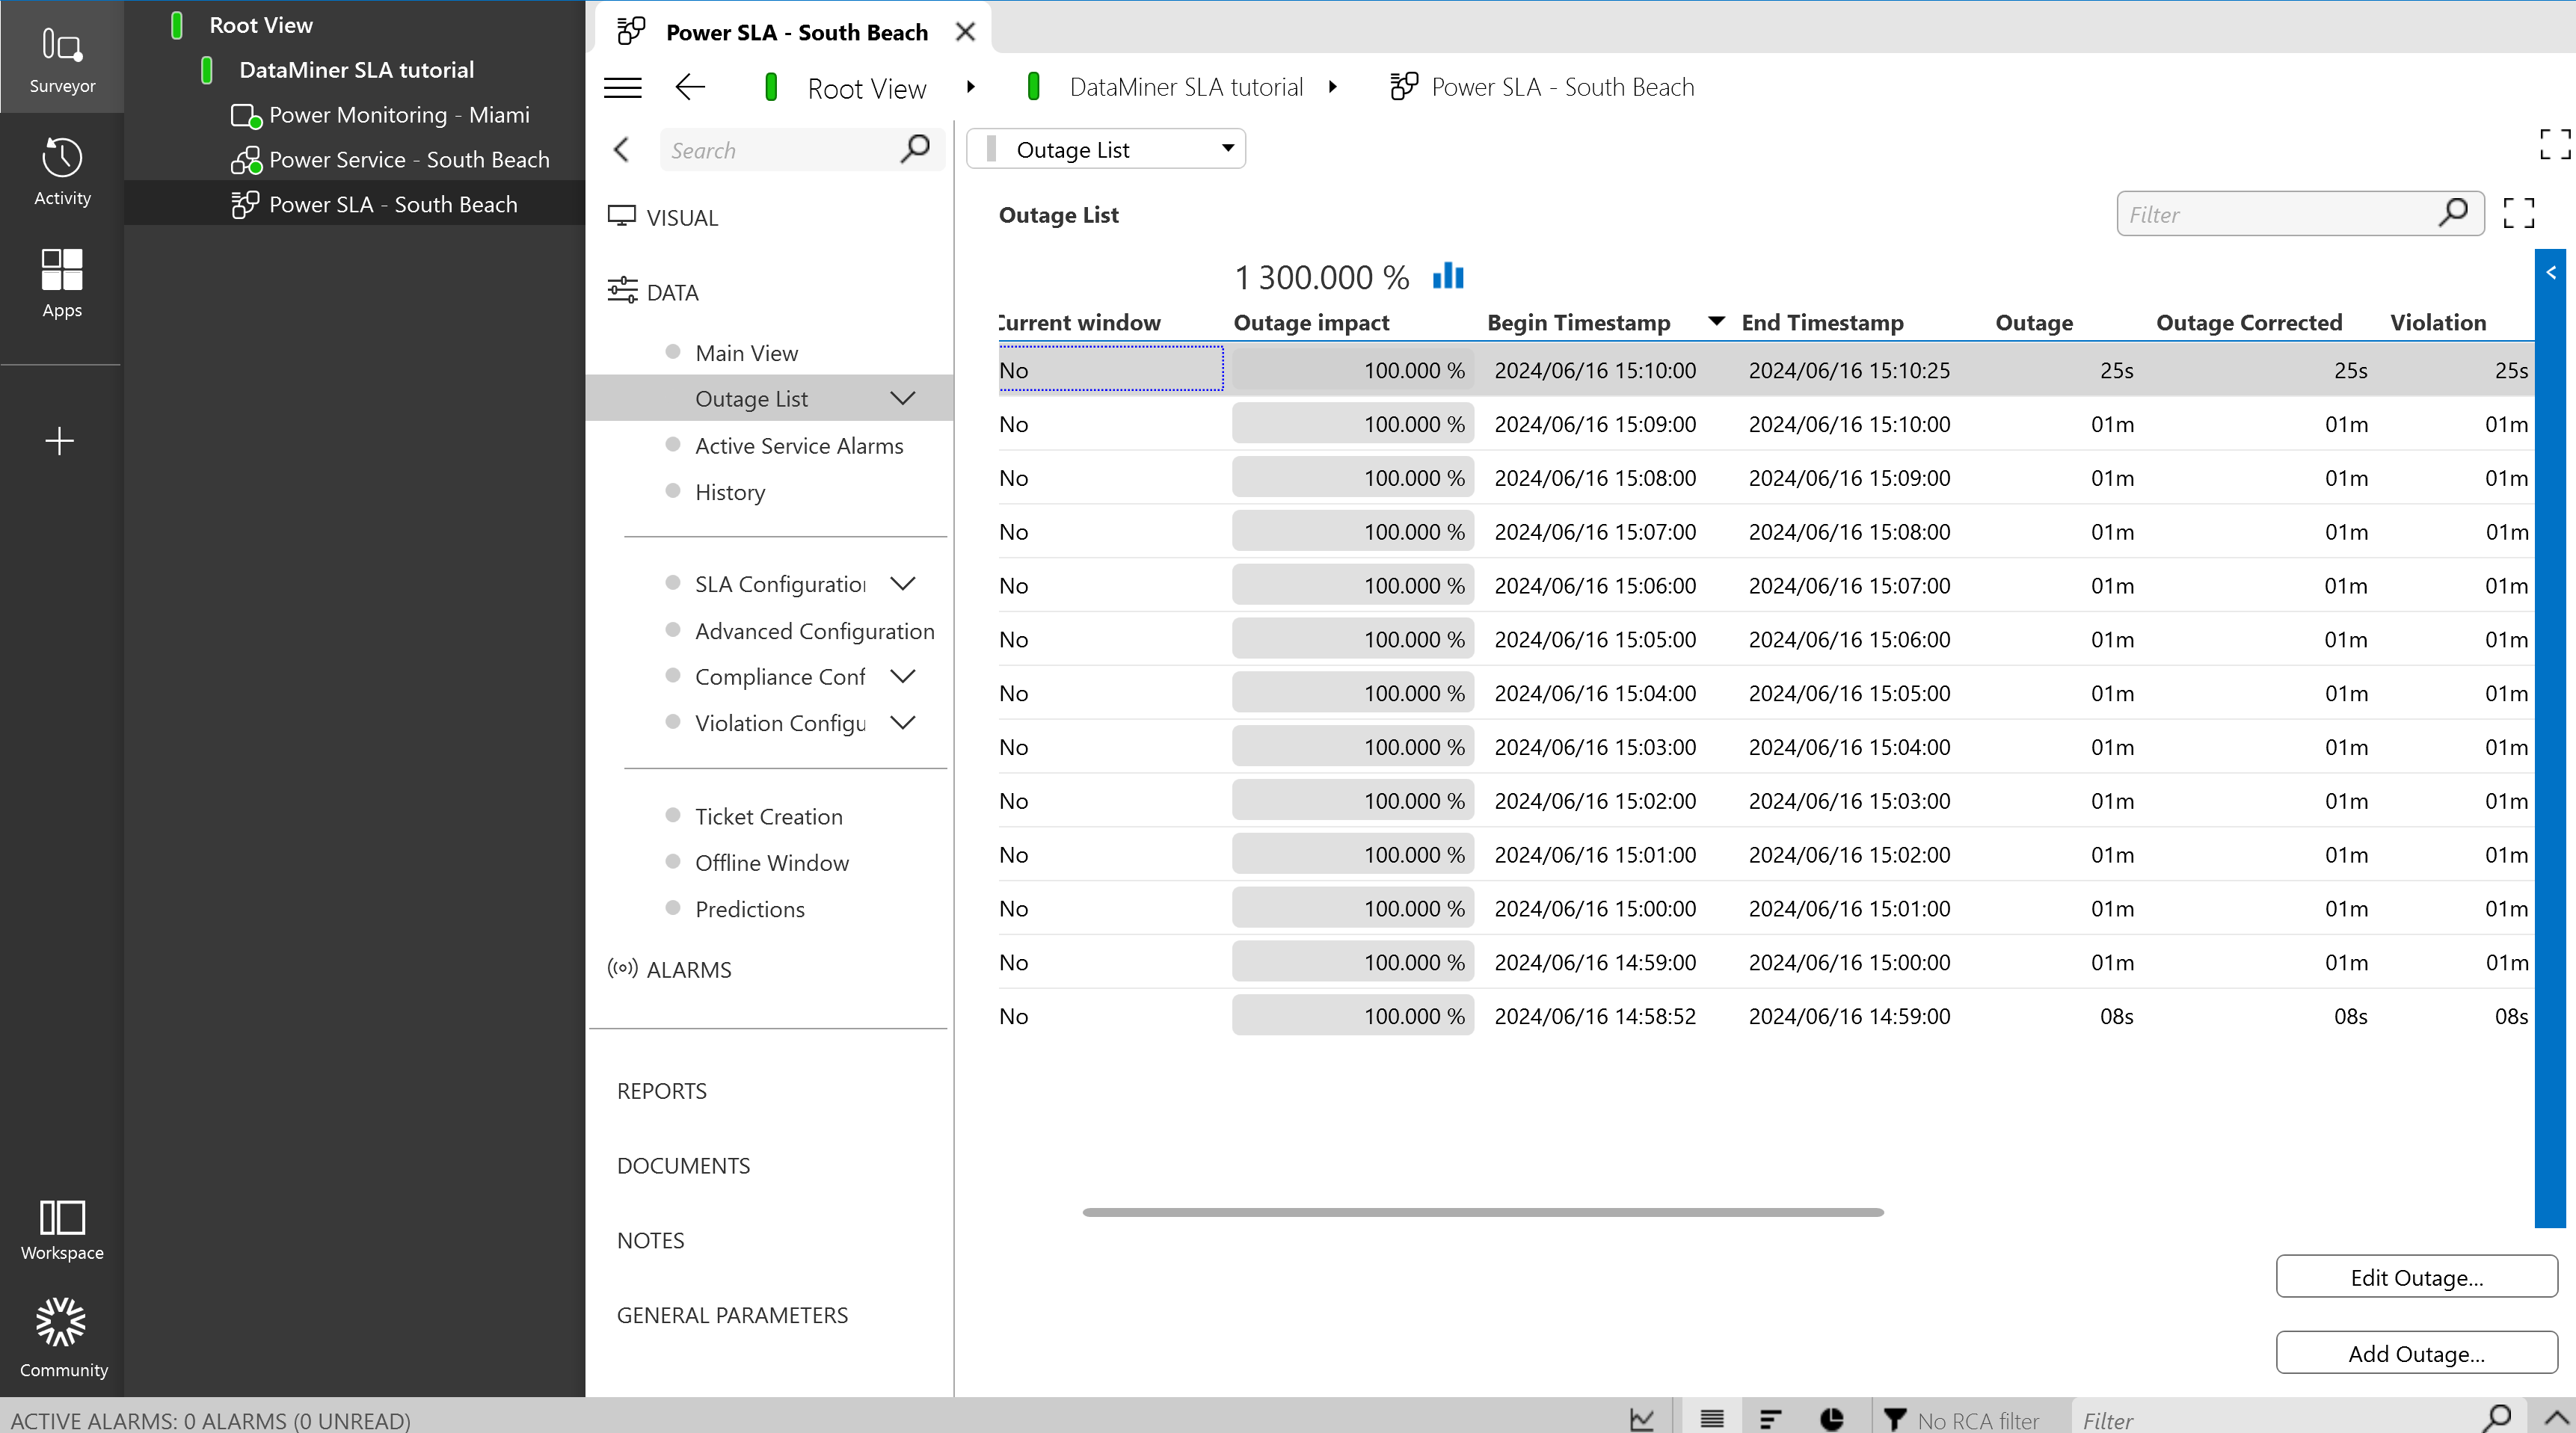 Surveyor
Activity
Apps
Workspace
Community
Root View
DataMiner SLA tutorial
Power Monitoring - Miami
Power Service - South Beach
Power SLA - South Beach
Power SLA - South Beach
Root View
DataMiner SLA tutorial
Power SLA - South Beach
Search
VISUAL
DATA
Main View
Outage List
Active Service Alarms
History
SLA Configuration
Advanced Configuration
Compliance Conf
Violation Configu
Ticket Creation
Offline Window
Predictions
ALARMS
REPORTS
DOCUMENTS
NOTES
GENERAL PARAMETERS
Outage List
Outage List
Filter
1 300.000 %
Current window Outage impact Begin Timestamp End Timestamp Outage Outage Corrected Violation
No 100.000 % 2024/06/16 15:10:00 2024/06/16 15:10:25 25s 25s 25s
No 100.000 % 2024/06/16 15:09:00 2024/06/16 15:10:00 01m 01m 01m
No 100.000 % 2024/06/16 15:08:00 2024/06/16 15:09:00 01m 01m 01m
No 100.000 % 2024/06/16 15:07:00 2024/06/16 15:08:00 01m 01m 01m
No 100.000 % 2024/06/16 15:06:00 2024/06/16 15:07:00 01m 01m 01m
No 100.000 % 2024/06/16 15:05:00 2024/06/16 15:06:00 01m 01m 01m
No 100.000 % 2024/06/16 15:04:00 2024/06/16 15:05:00 01m 01m 01m
No 100.000 % 2024/06/16 15:03:00 2024/06/16 15:04:00 01m 01m 01m
No 100.000 % 2024/06/16 15:02:00 2024/06/16 15:03:00 01m 01m 01m
No 100.000 % 2024/06/16 15:01:00 2024/06/16 15:02:00 01m 01m 01m
No 100.000 % 2024/06/16 15:00:00 2024/06/16 15:01:00 01m 01m 01m
No 100.000 % 2024/06/16 14:59:00 2024/06/16 15:00:00 01m 01m 01m
No 100.000 % 2024/06/16 14:58:52 2024/06/16 14:59:00 08s 08s 08s
Edit Outage...
Add Outage...
ACTIVE ALARMS: 0 ALARMS (0 UNREAD)
No RCA filter
Filter